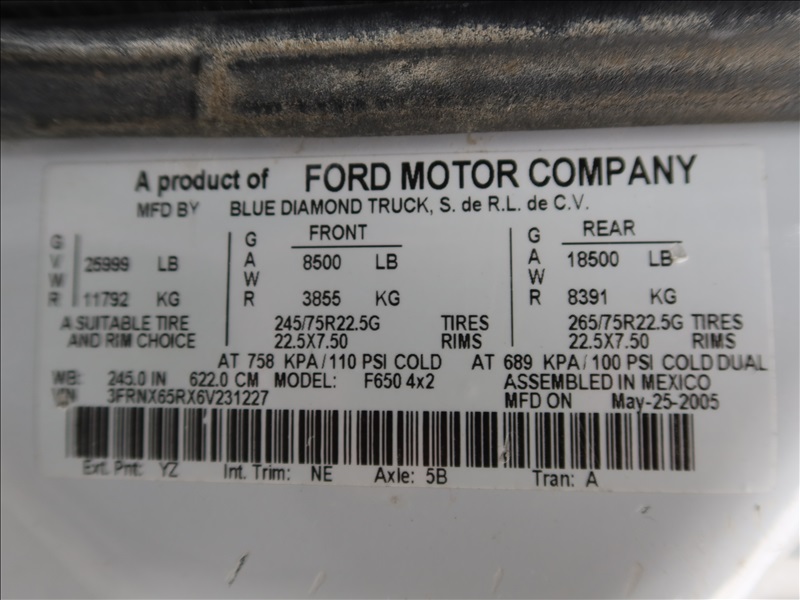 A product of FORD MOTOR COMPANY
MFD BY BLUE DIAMOND TRUCK, S. de R.L. de C.V.
FRONT REAR
GVWR 25999 LB GAWR 8500 LB GAWR 18500 LB
11792 KG 3855 KG 8391 KG
A SUITABLE TIRE 245/75R22.5G TIRES 265/75R22.5G TIRES
AND RIM CHOICE 22.5X7.50 RIMS 22.5X7.50 RIMS
AT 758 KPA/110 PSI COLD AT 689 KPA/100 PSI COLD DUAL
WB: 245.0 IN 622.0 CM MODEL: F650 4x2 ASSEMBLED IN MEXICO
VIN: 3FRNX65RX6V231227 MFD ON May-25-2005
Ext. Pnt: YZ Int. Trim: NE Axle: 5B Tran: A